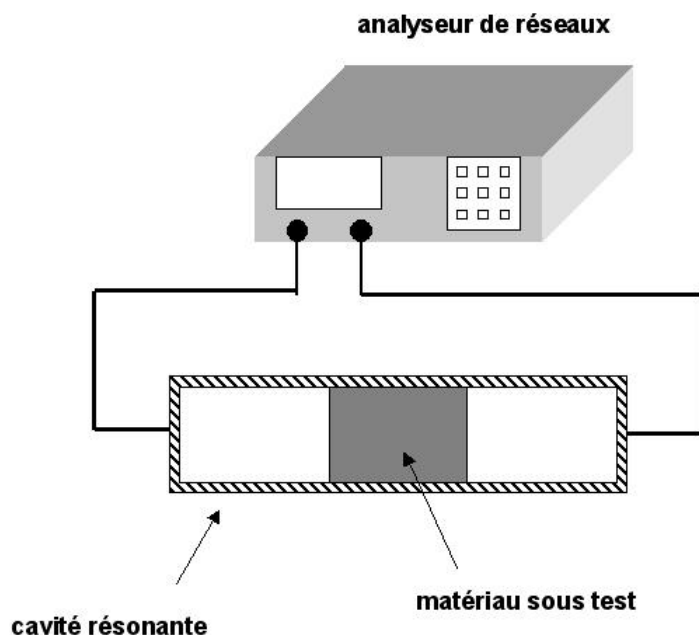 analyseur de réseaux
matériau sous test
cavité résonante